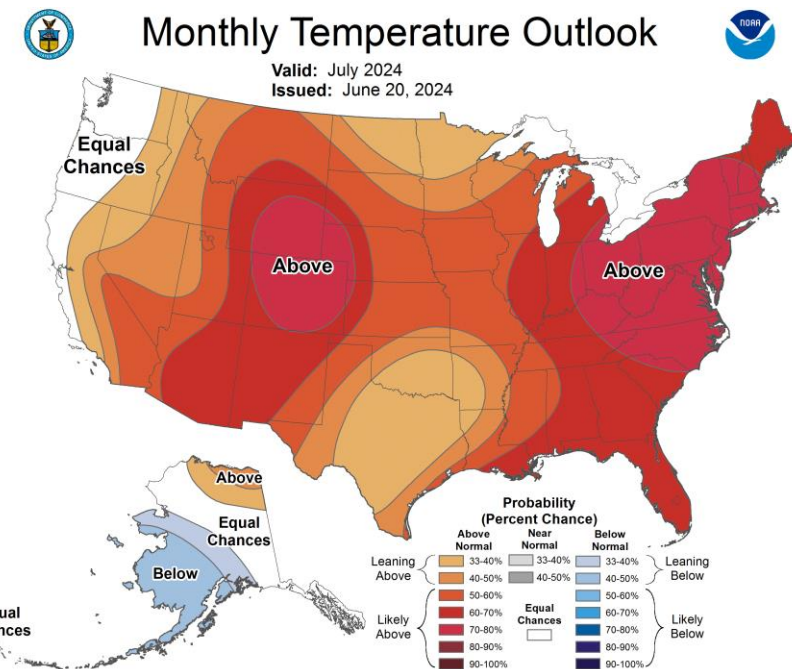 Monthly Temperature Outlook
NOAA
Valid: July 2024
Issued: June 20, 2024
Equal
Chances
Above
Above
Above
Equal
Chances
Below
ual
nces
Probability
(Percent Chance)
Above
Normal
Near
Normal
Below
Normal
Leaning
Above
33-40%
33-40%
33-40%
Leaning
Below
40-50%
40-50%
40-50%
Likely
Above
50-60%
50-60%
Likely
Below
60-70%
Equal
Chances
60-70%
70-80%
70-80%
80-90%
80-90%
90-100%
90-100%